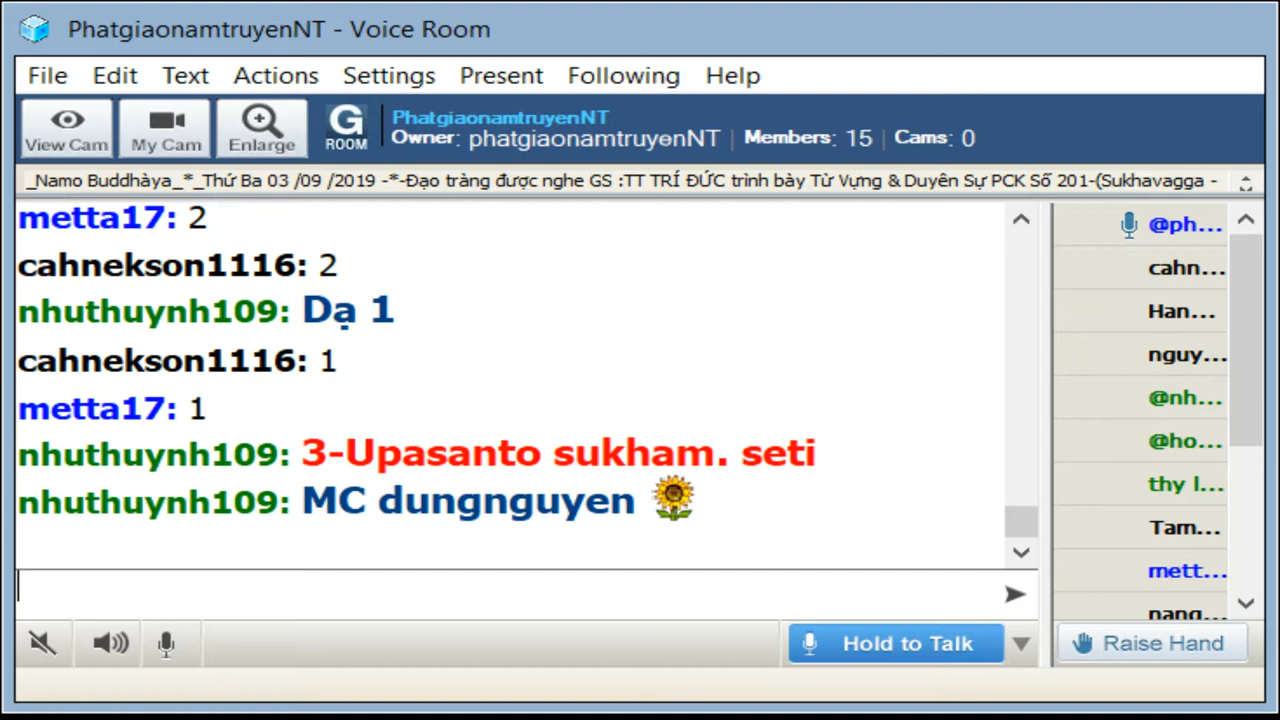 PhatgiaonamtruyenNT - Voice Room
File Edit Text Actions Settings Present Following Help
View Cam My Cam Enlarge G ROOM
PhatgiaonamtruyenNT
Owner: phatgiaonamtruyenNT | Members: 15 | Cams: 0
_Namo Buddhàya_*_Thứ Ba 03 /09 /2019 -*-Đạo tràng được nghe GS :TT TRÍ ĐỨC trình bày Từ Vựng & Duyên Sự PCK Số 201-(Sukhavagga -
metta17: 2
cahnekson1116: 2
nhuthuynh109: Dạ 1
cahnekson1116: 1
metta17: 1
nhuthuynh109: 3-Upasanto sukham. seti
nhuthuynh109: MC dungnguyen
@ph...
cahn...
Han...
nguy...
@nh...
@ho...
thy l...
Tam...
mett...
nang...
Hold to Talk
Raise Hand